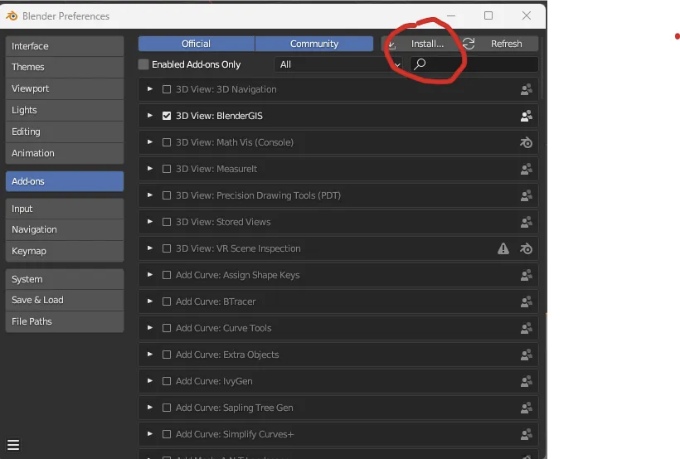 Blender Preferences
Interface
Themes
Viewport
Lights
Editing
Animation
Add-ons
Input
Navigation
Keymap
System
Save & Load
File Paths
Official
Community
Install...
Refresh
Enabled Add-ons Only
All
3D View: 3D Navigation
3D View: BlenderGIS
3D View: Math Vis (Console)
3D View: MeasureIt
3D View: Precision Drawing Tools (PDT)
3D View: Stored Views
3D View: VR Scene Inspection
Add Curve: Assign Shape Keys
Add Curve: BTracer
Add Curve: Curve Tools
Add Curve: Extra Objects
Add Curve: IvyGen
Add Curve: Sapling Tree Gen
Add Curve: Simplify Curves+